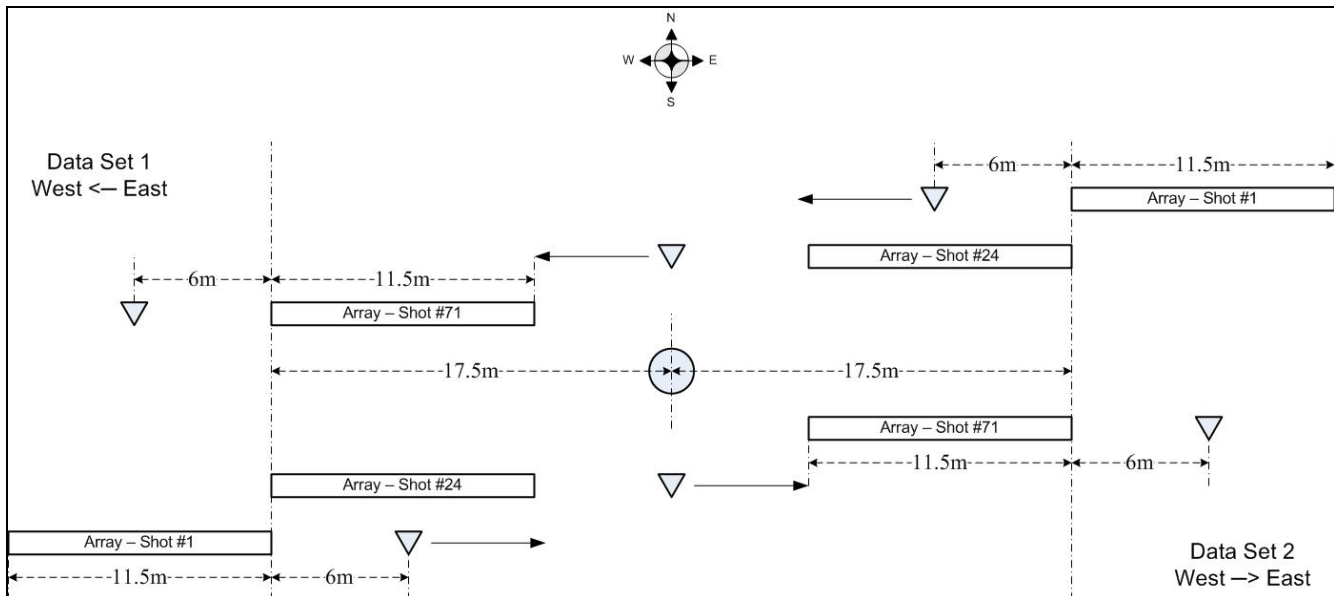 N
W E
S
Data Set 1
West <— East
6m 11.5m
Array – Shot #1
Array – Shot #24
6m 11.5m
Array – Shot #71
17.5m 17.5m
Array – Shot #71
11.5m 6m
Array – Shot #24
Array – Shot #1
Data Set 2
West —> East
11.5m 6m